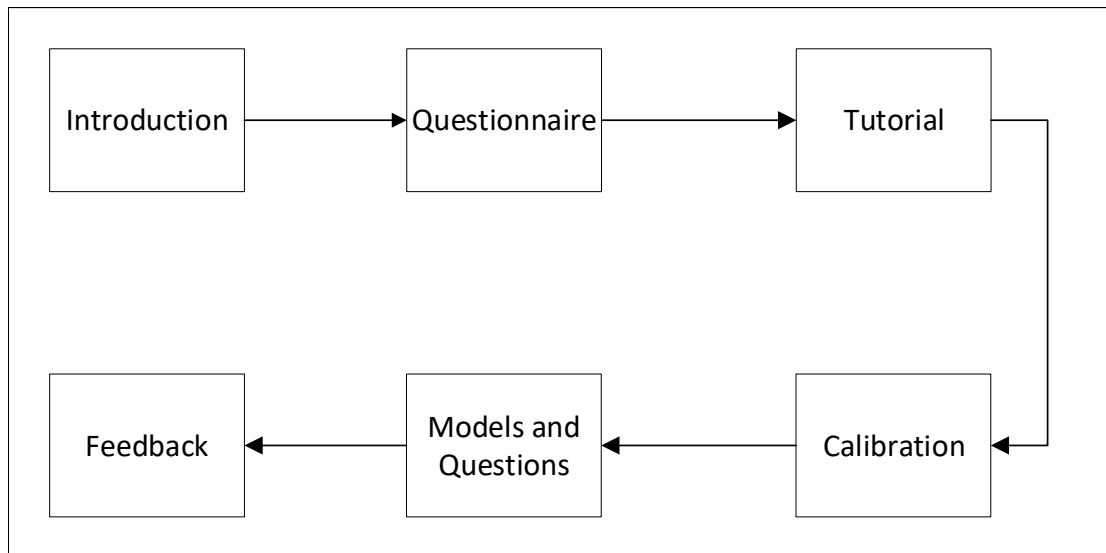 Introduction
Questionnaire
Tutorial
Feedback
Models and
Questions
Calibration